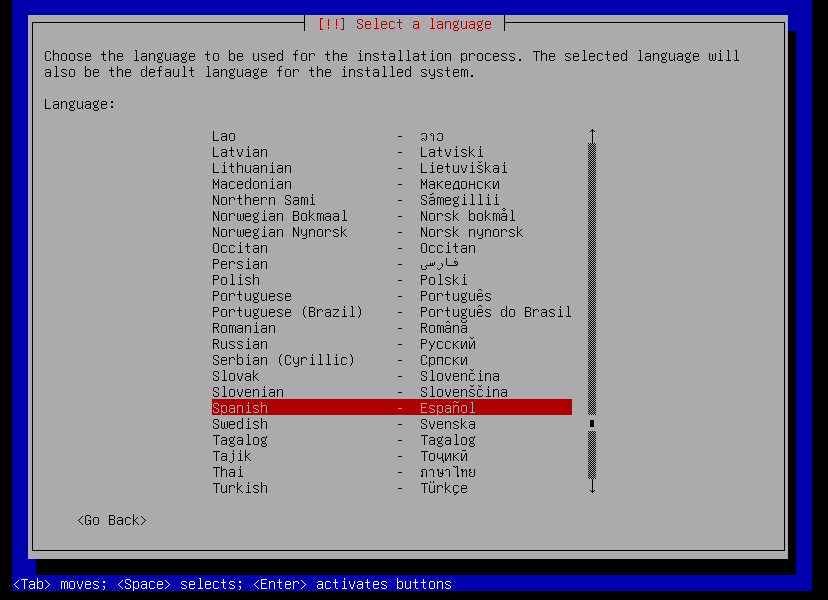 [!!] Select a language
Choose the language to be used for the installation process. The selected language will
also be the default language for the installed system.
Language:
Lao - ລາວ
Latvian - Latviski
Lithuanian - Lietuviškai
Macedonian - Македонски
Northern Sami - Sámegillii
Norwegian Bokmaal - Norsk bokmål
Norwegian Nynorsk - Norsk nynorsk
Occitan - Occitan
Persian - فارسی
Polish - Polski
Portuguese - Português
Portuguese (Brazil) - Português do Brasil
Romanian - Română
Russian - Русский
Serbian (Cyrillic) - Српски
Slovak - Slovenčina
Slovenian - Slovenščina
Spanish - Español
Swedish - Svenska
Tagalog - Tagalog
Tajik - Тоҷикӣ
Thai - ภาษาไทย
Turkish - Türkçe
<Go Back>
<Tab> moves; <Space> selects; <Enter> activates buttons